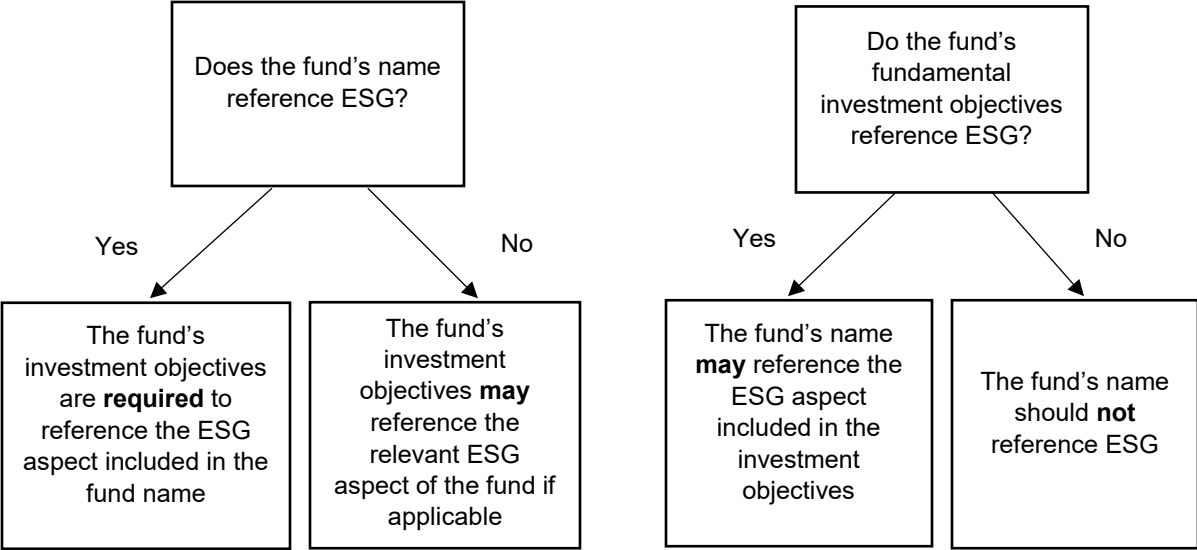 Does the fund’s name
reference ESG?
Yes
No
The fund’s
investment objectives
are required to
reference the ESG
aspect included in the
fund name
The fund’s
investment
objectives may
reference the
relevant ESG
aspect of the fund if
applicable
Do the fund’s
fundamental
investment objectives
reference ESG?
Yes
No
The fund’s name
may reference the
ESG aspect
included in the
investment
objectives
The fund’s name
should not
reference ESG